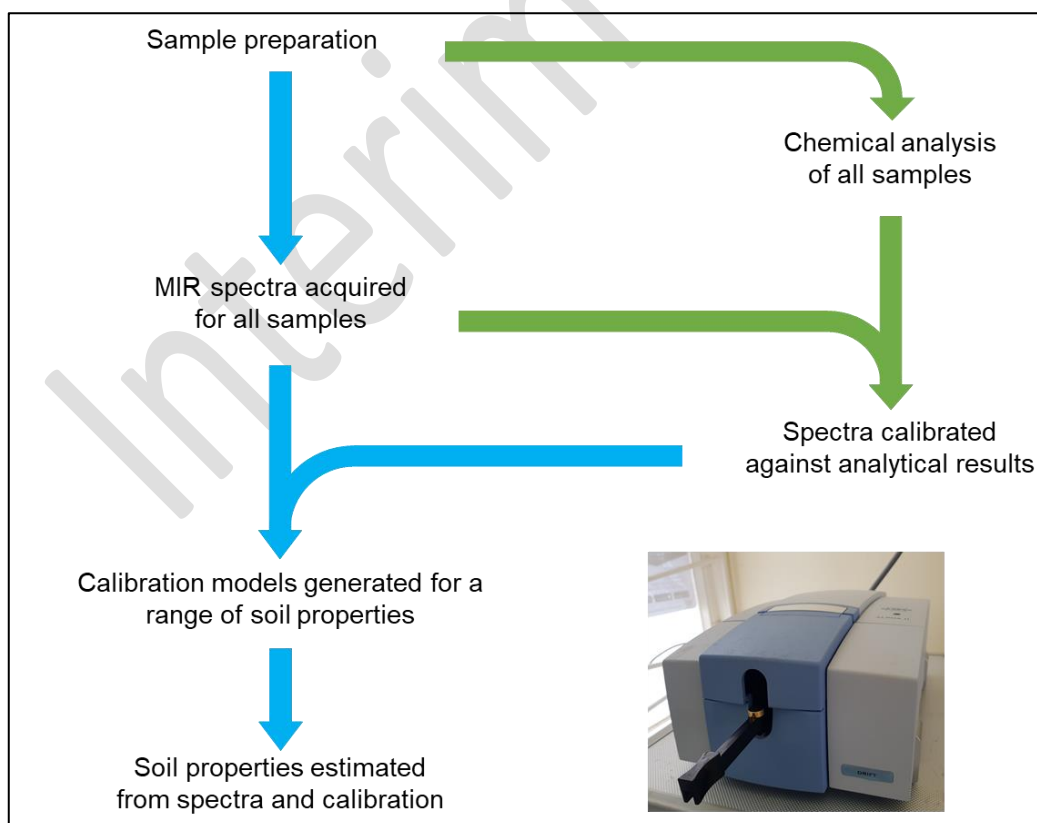 Sample preparation
Chemical analysis
of all samples
MIR spectra acquired
for all samples
Spectra calibrated
against analytical results
Calibration models generated for a
range of soil properties
Soil properties estimated
from spectra and calibration
Interim
DRIFT